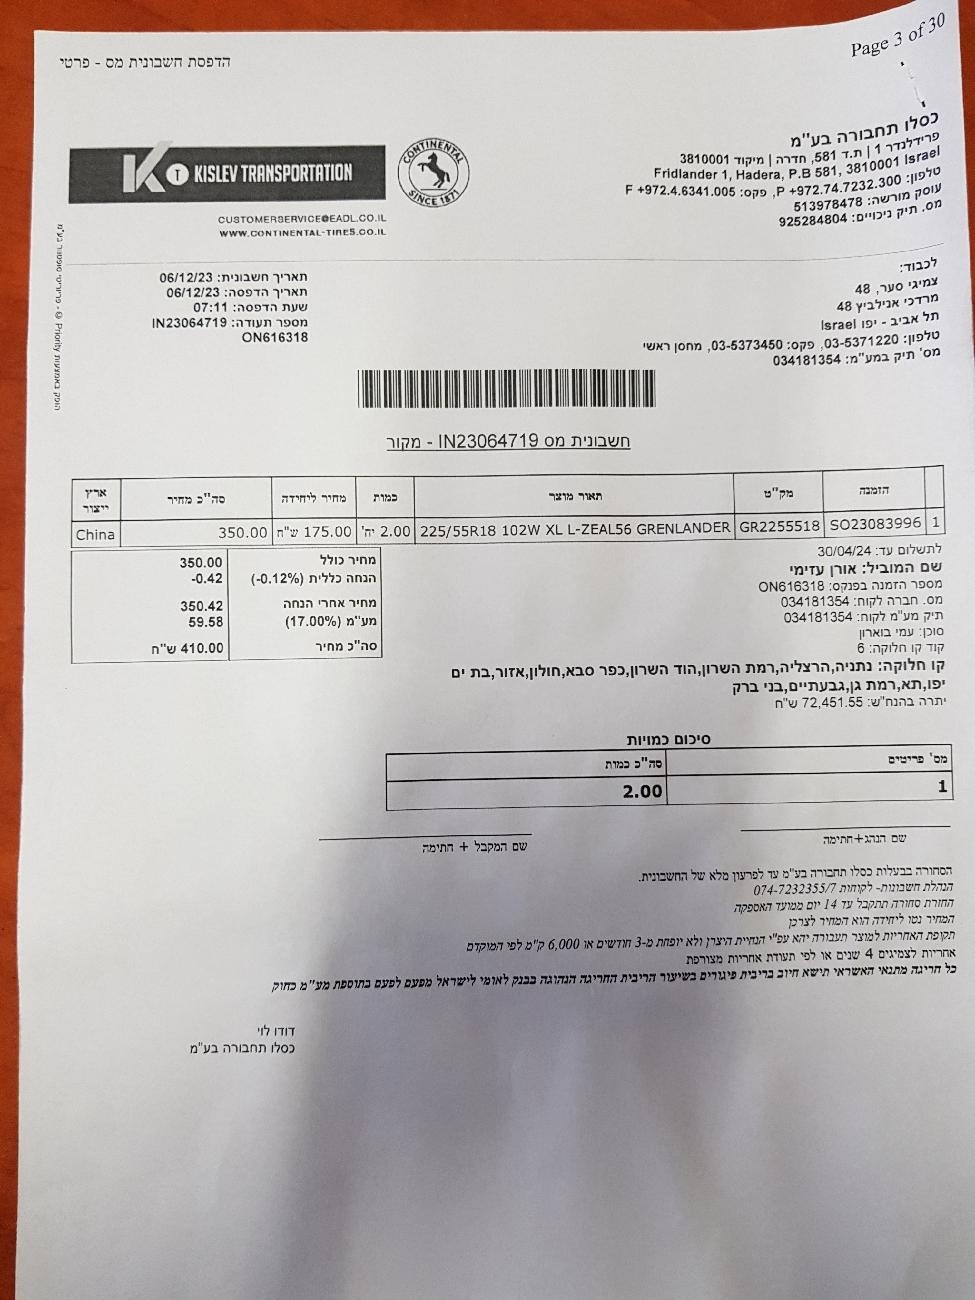 Page 3 of 30
הדפסת חשבונית מס - פרטי
כסלו תחבורה בע"מ
פרידלנדר 1 | ת.ד 581, חדרה | מיקוד 3810001
Fridlander 1, Hadera, P.B 581, 3810001 Israel
טלפון: P +972.74.7232.300, פקס: F +972.4.6341.005
עוסק מורשה: 513978478
מס. תיק ניכויים: 925284804
KT KISLEV TRANSPORTATION
CONTINENTAL
SINCE 1871
CUSTOMERSERVICE@EADL.CO.IL
WWW.CONTINENTAL-TIRES.CO.IL
לכבוד:
צמיגי סער, 48
מרדכי אנילביץ 48
תל אביב - יפו Israel
טלפון: 03-5371220, פקס: 03-5373450, מחסן ראשי
מס' תיק במע"מ: 034181354
תאריך חשבונית: 06/12/23
תאריך הדפסה: 06/12/23
שעת הדפסה: 07:11
מספר תעודה: IN23064719
ON616318
הופק באמצעות Priority © - פריוריטי סופטוור בע"מ
חשבונית מס IN23064719 - מקור
הזמנה מק"ט תאור מוצר כמות מחיר ליחידה סה"כ מחיר ארץ ייצור
1 SO23083996 GR2255518 225/55R18 102W XL L-ZEAL56 GRENLANDER 2.00 יח' 175.00 ש"ח 350.00 China
מחיר כולל 350.00
הנחה כללית (-0.12%) -0.42
מחיר אחרי הנחה 350.42
מע"מ (17.00%) 59.58
סה"כ מחיר 410.00 ש"ח
לתשלום עד: 30/04/24
שם המוביל: אורן עזימי
מספר הזמנה בפנקס: ON616318
מס. חברה לקוח: 034181354
תיק מע"מ לקוח: 034181354
סוכן: עמי בוארון
קוד קו חלוקה: 6
קו חלוקה: נתניה,הרצליה,רמת השרון,הוד השרון,כפר סבא,חולון,אזור,בת ים
יפו,תא,רמת גן,גבעתיים,בני ברק
יתרה בהנח"ש: 72,451.55 ש"ח
סיכום כמויות
מס' פריטים סה"כ כמות
1 2.00
שם הנהג+חתימה שם המקבל + חתימה
הסחורה בבעלות כסלו תחבורה בע"מ עד לפרעון מלא של החשבונית.
הנהלת חשבונות- לקוחות 074-7232355/7
החזרת סחורה תתקבל עד 14 יום ממועד האספקה
המחיר נטו ליחידה הוא המחיר לצרכן
תקופת האחריות למוצר תעבורה יהא עפ"י הנחיית היצרן ולא יופחת מ-3 חודשים או 6,000 ק"מ לפי המוקדם
אחריות לצמיגים 4 שנים או לפי תעודת אחריות מצורפת
כל חריגה מתנאי האשראי תישא חיוב בריבית פיגורים בשיעור הריבית החריגה הנהוגה בבנק לאומי לישראל מפעם לפעם בתוספת מע"מ כחוק
דודו לוי
כסלו תחבורה בע"מ